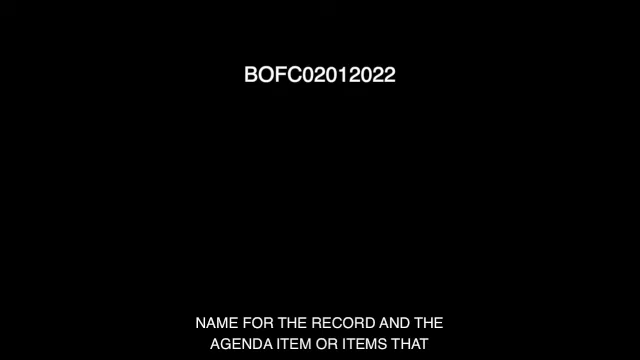 BOFC02012022
NAME FOR THE RECORD AND THE
AGENDA ITEM OR ITEMS THAT